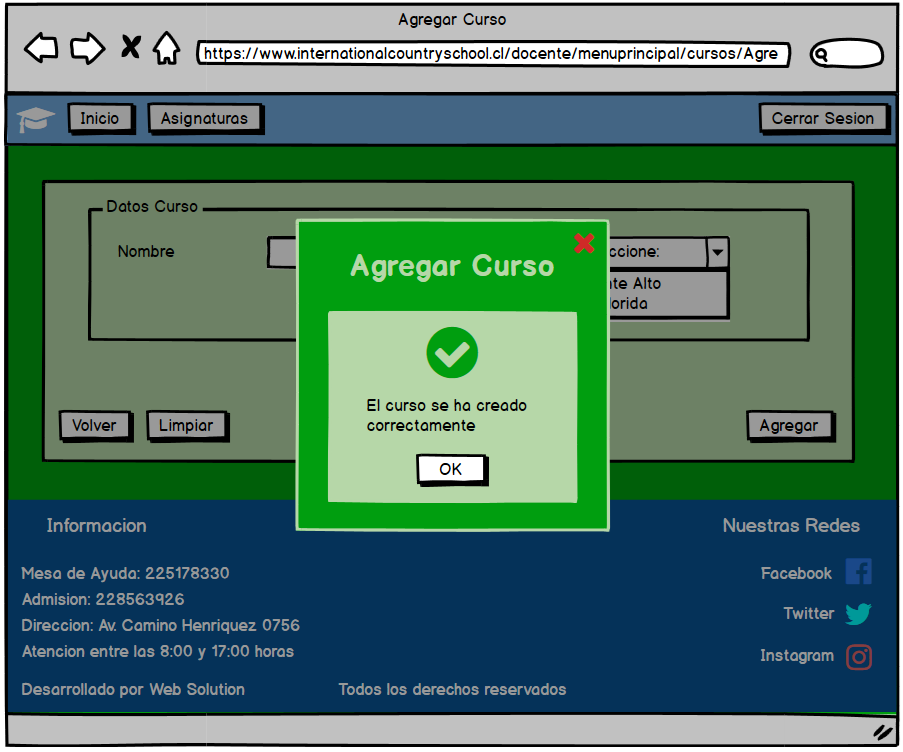 Agregar Curso
https://www.internationalcountryschool.cl/docente/menuprincipal/cursos/Agre
Inicio
Asignaturas
Cerrar Sesion
Datos Curso
Nombre
ccione:
nte Alto
lorida
Agregar Curso
El curso se ha creado
correctamente
OK
Volver
Limpiar
Agregar
Informacion
Nuestras Redes
Mesa de Ayuda: 225178330
Admision: 228563926
Direccion: Av. Camino Henriquez 0756
Atencion entre las 8:00 y 17:00 horas
Facebook
Twitter
Instagram
Desarrollado por Web Solution
Todos los derechos reservados